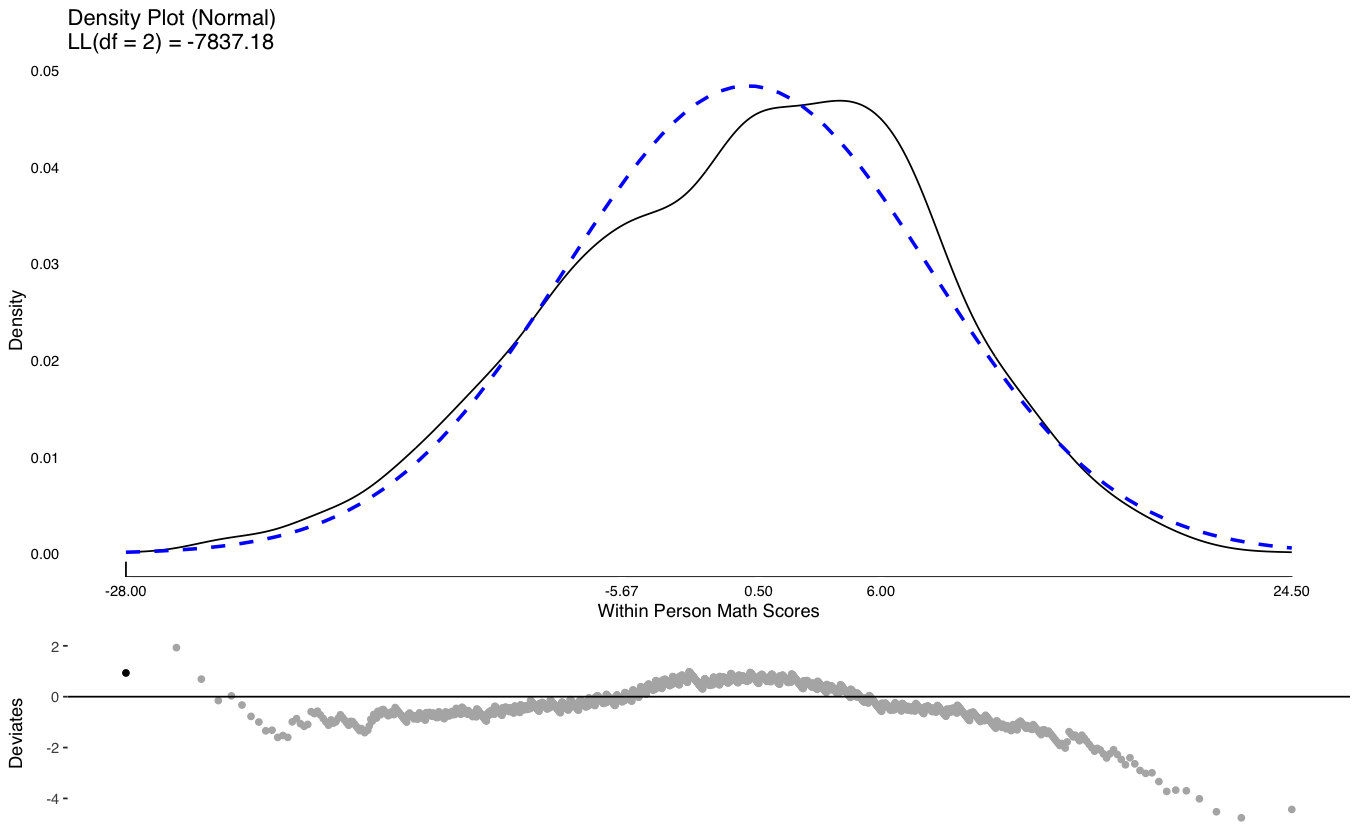 Density Plot (Normal)
LL(df = 2) = -7837.18
0.05
0.04
0.03
0.02
0.01
0.00
Density
-28.00 -5.67 0.50 6.00 24.50
Within Person Math Scores
2
0
-2
-4
Deviates